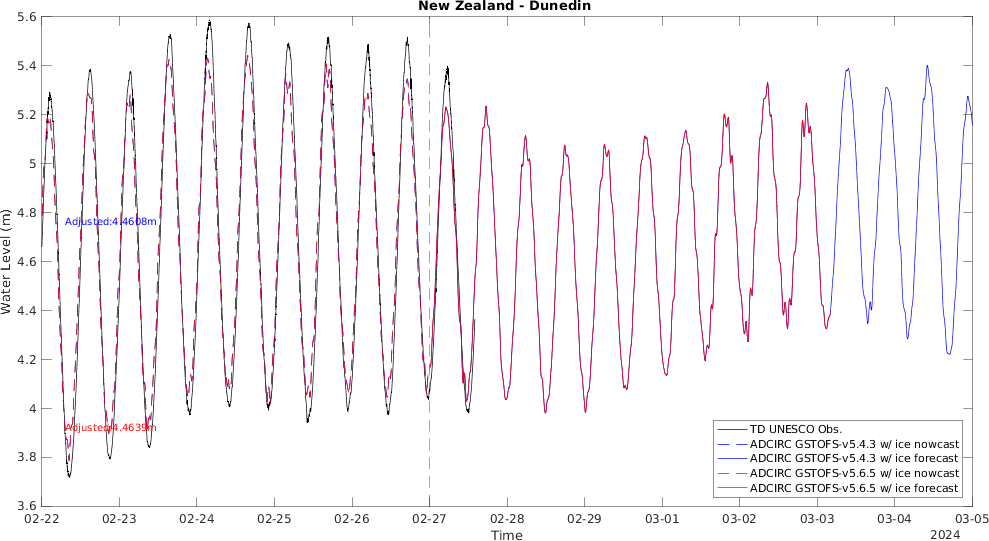 New Zealand - Dunedin
5.6
5.4
5.2
5
4.8
4.6
4.4
4.2
4
3.8
3.6
Water Level (m)
Adjusted:4.4608m
Adjusted:4.4639m
TD UNESCO Obs.
ADCIRC GSTOFS-v5.4.3 w/ ice nowcast
ADCIRC GSTOFS-v5.4.3 w/ ice forecast
ADCIRC GSTOFS-v5.6.5 w/ ice nowcast
ADCIRC GSTOFS-v5.6.5 w/ ice forecast
02-22 02-23 02-24 02-25 02-26 02-27 02-28 02-29 03-01 03-02 03-03 03-04 03-05
Time
2024